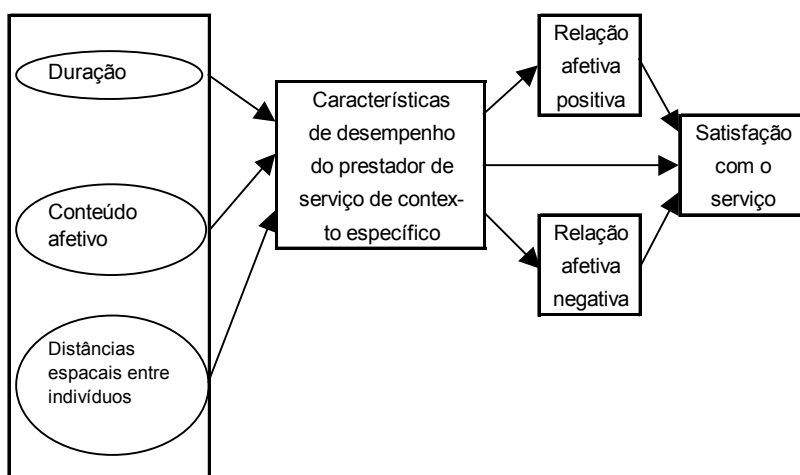 Duração
Conteúdo
afetivo
Distâncias
espacais entre
indivíduos
Características
de desempenho
do prestador de
serviço de contex-
to específico
Relação
afetiva
positiva
Relação
afetiva
negativa
Satisfação
com o
serviço